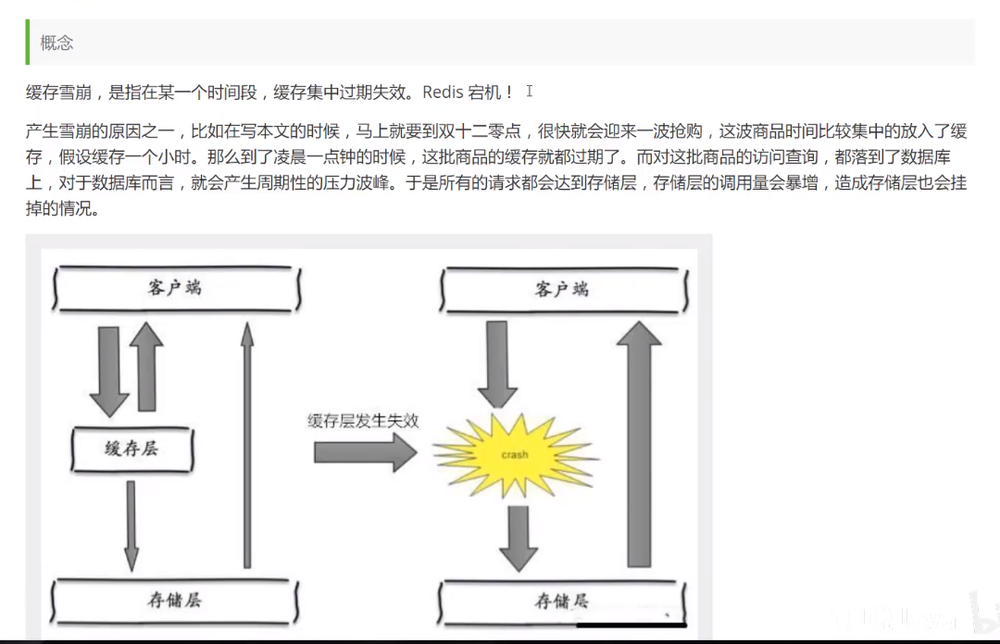 概念
缓存雪崩，是指在某一个时间段，缓存集中过期失效。Redis 宕机！
产生雪崩的原因之一，比如在写本文的时候，马上就要到双十二零点，很快就会迎来一波抢购，这波商品时间比较集中的放入了缓
存，假设缓存一个小时。那么到了凌晨一点钟的时候，这批商品的缓存就都过期了。而对这批商品的访问查询，都落到了数据库
上，对于数据库而言，就会产生周期性的压力波峰。于是所有的请求都会达到存储层，存储层的调用量会暴增，造成存储层也会挂
掉的情况。
客户端
客户端
缓存层发生失效
缓存层
crash
存储层
存储层